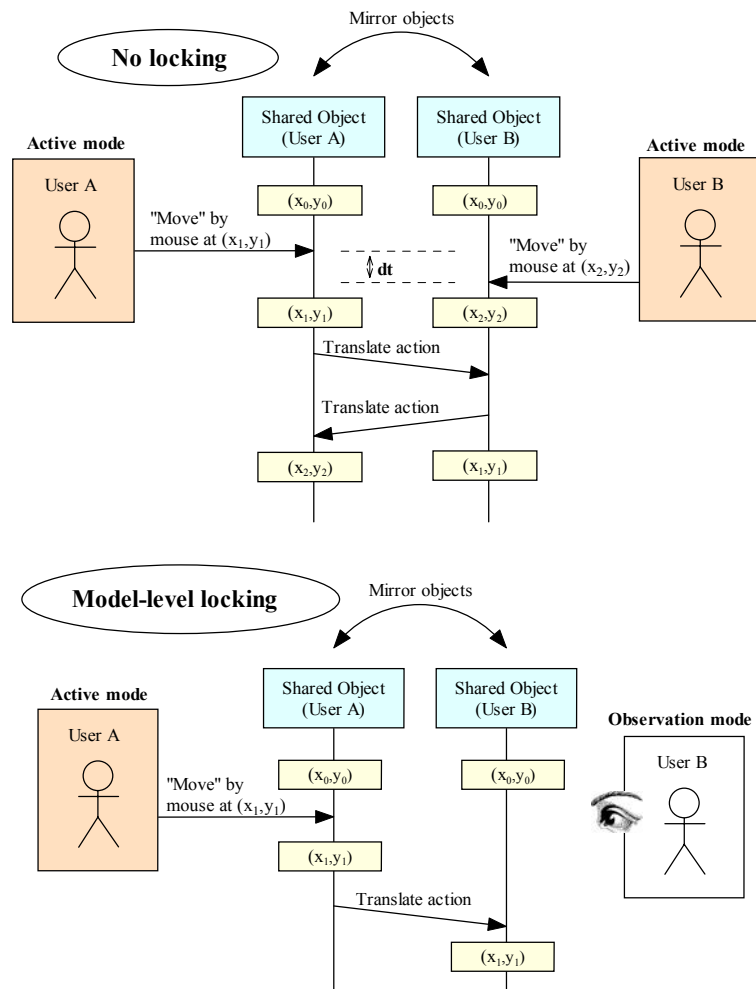 Mirror objects
No locking
Shared Object
(User A)
Shared Object
(User B)
Active mode
Active mode
User A
User B
(x₀,y₀)
(x₀,y₀)
"Move" by
mouse at (x₁,y₁)
"Move" by
mouse at (x₂,y₂)
dt
(x₁,y₁)
(x₂,y₂)
Translate action
Translate action
(x₂,y₂)
(x₁,y₁)
Mirror objects
Model-level locking
Shared Object
(User A)
Shared Object
(User B)
Active mode
Observation mode
User A
User B
(x₀,y₀)
(x₀,y₀)
"Move" by
mouse at (x₁,y₁)
(x₁,y₁)
Translate action
(x₁,y₁)